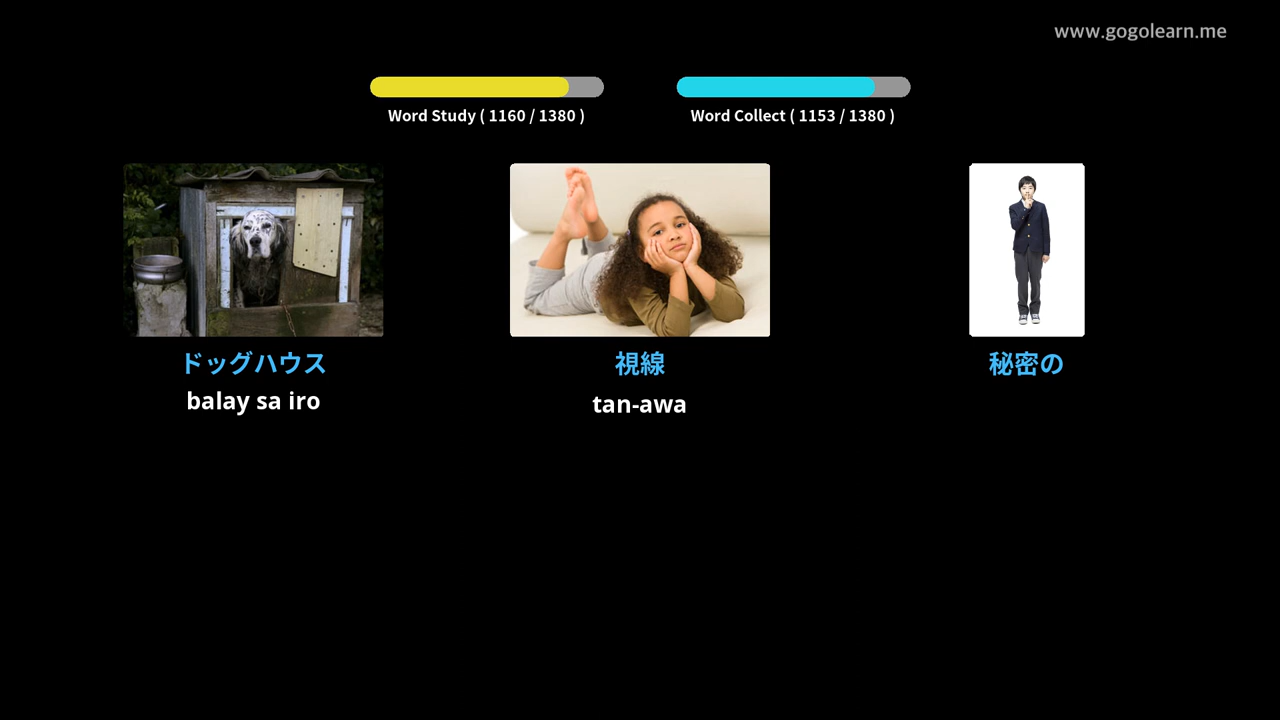 www.gogolearn.me
Word Study ( 1160 / 1380 )
Word Collect ( 1153 / 1380 )
ドッグハウス
balay sa iro
視線
tan-awa
秘密の